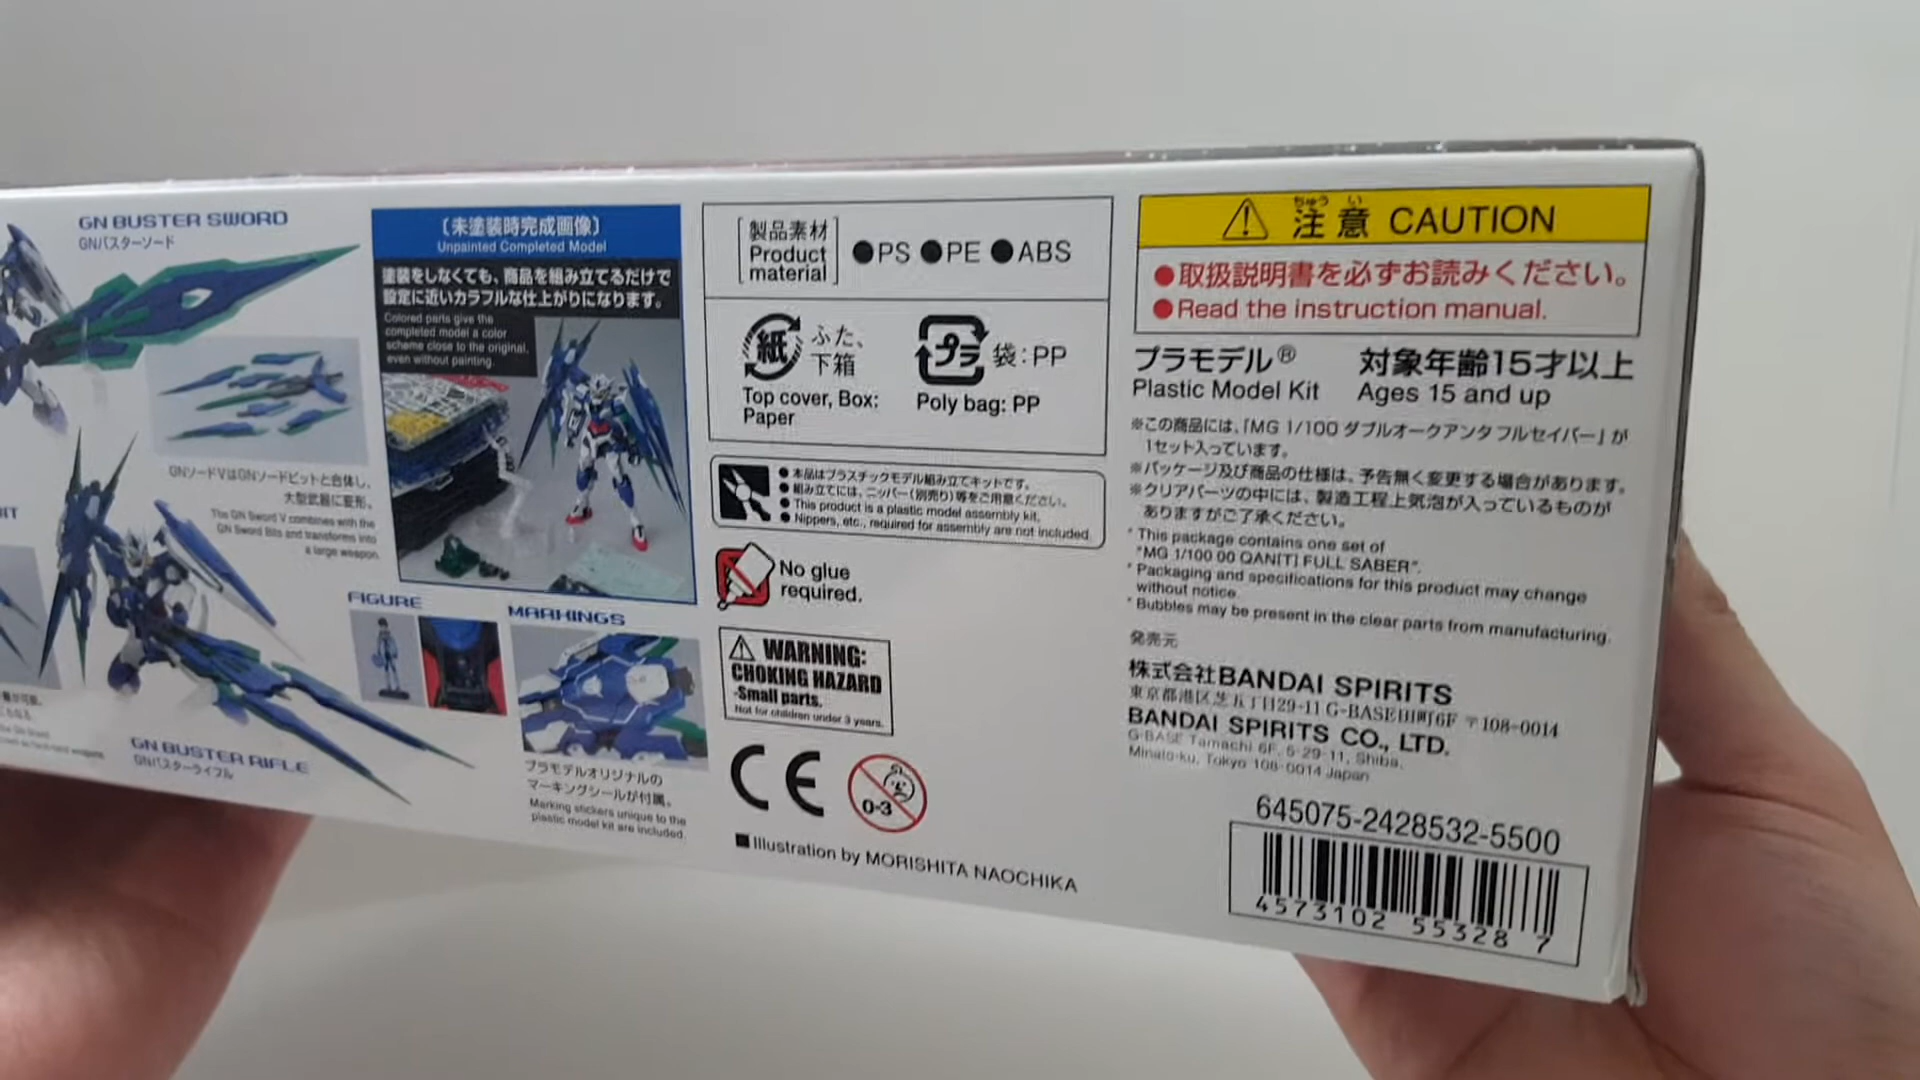 GN BUSTER SWORD
GNバスターソード
GNソードVはGNソードビットと合体し、
大型武器に変形。
The GN Sword V combines with the
GN Sword Bits and transforms into
a large weapon.
GN BUSTER RIFLE
GNバスターライフル
〔未塗装時完成画像〕
Unpainted Completed Model
塗装をしなくても、商品を組み立てるだけで
設定に近いカラフルな仕上がりになります。
Colored parts give the
completed model a color
scheme close to the original,
even without painting.
FIGURE
MARKINGS
プラモデルオリジナルの
マーキングシールが付属。
Marking stickers unique to the
plastic model kit are included.
製品素材
Product
material
●PS ●PE ●ABS
紙
ふた、
下箱
Top cover, Box:
Paper
プラ
袋:PP
Poly bag: PP
●本品はプラスチックモデル組み立てキットです。
●組み立てには、ニッパー(別売り)等をご用意ください。
●This product is a plastic model assembly kit.
●Nippers, etc., required for assembly are not included.
No glue
required.
WARNING:
CHOKING HAZARD
-Small parts.
Not for children under 3 years.
CE
0-3
■Illustration by MORISHITA NAOCHIKA
ちゅう い
注意 CAUTION
●取扱説明書を必ずお読みください。
●Read the instruction manual.
プラモデル® 対象年齢15才以上
Plastic Model Kit Ages 15 and up
※この商品には、「MG 1/100 ダブルオークアンタ フルセイバー」が
1セット入っています。
※パッケージ及び商品の仕様は、予告無く変更する場合があります。
※クリアパーツの中には、製造工程上気泡が入っているものが
ありますがご了承ください。
* This package contains one set of
"MG 1/100 00 QAN[T] FULL SABER".
* Packaging and specifications for this product may change
without notice.
* Bubbles may be present in the clear parts from manufacturing.
発売元
株式会社BANDAI SPIRITS
東京都港区芝五丁目29-11 G-BASE田町6F 〒108-0014
BANDAI SPIRITS CO., LTD.
G-BASE Tamachi 6F, 5-29-11, Shiba,
Minato-ku, Tokyo 108-0014 Japan
645075-2428532-5500
4573102 55328 7